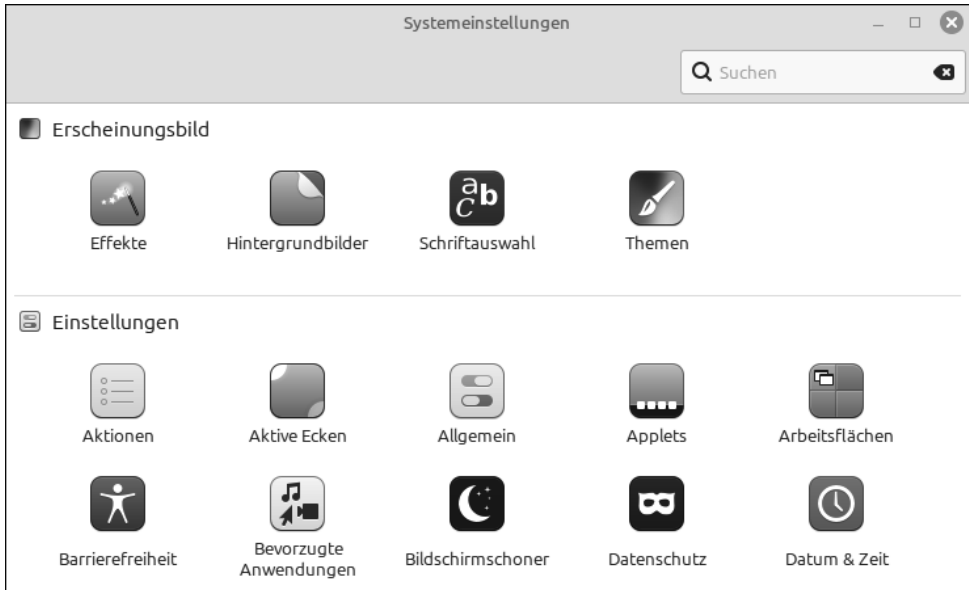 Systemeinstellungen
Suchen
Erscheinungsbild
Effekte
Hintergrundbilder
Schriftauswahl
Themen
Einstellungen
Aktionen
Aktive Ecken
Allgemein
Applets
Arbeitsflächen
Barrierefreiheit
Bevorzugte
Anwendungen
Bildschirmschoner
Datenschutz
Datum & Zeit